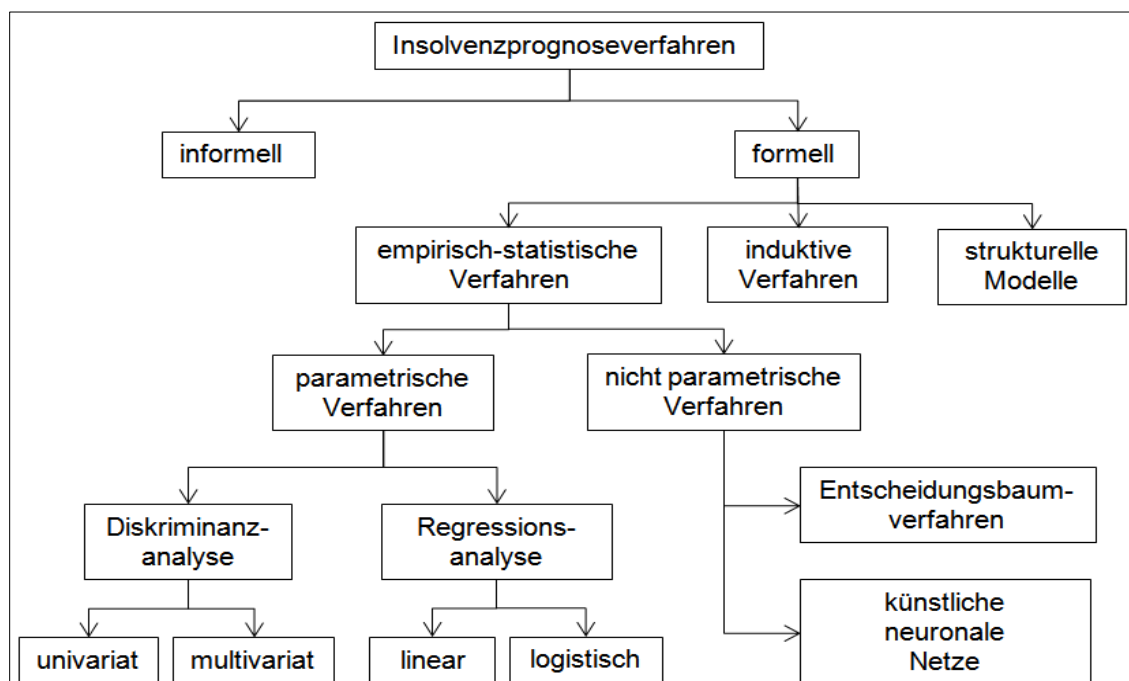 Insolvenzprognoseverfahren
informell
formell
empirisch-statistische
Verfahren
induktive
Verfahren
strukturelle
Modelle
parametrische
Verfahren
nicht parametrische
Verfahren
Diskriminanz-
analyse
Regressions-
analyse
Entscheidungsbaum-
verfahren
univariat
multivariat
linear
logistisch
künstliche
neuronale
Netze